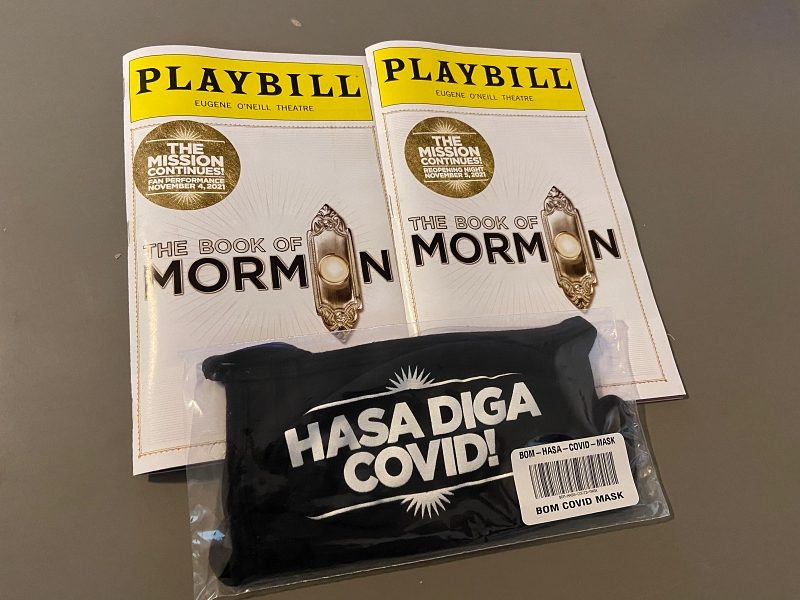 PLAYBILL
EUGENE O'NEILL THEATRE
THE
MISSION
CONTINUES!
FAN PERFORMANCE
NOVEMBER 4, 2021
THE BOOK OF
MORMON
PLAYBILL
EUGENE O'NEILL THEATRE
THE
MISSION
CONTINUES!
REOPENING NIGHT
NOVEMBER 5, 2021
THE BOOK OF
MORMON
HASA DIGA
COVID!
BOM-HASA-COVID-MASK
BOM COVID MASK